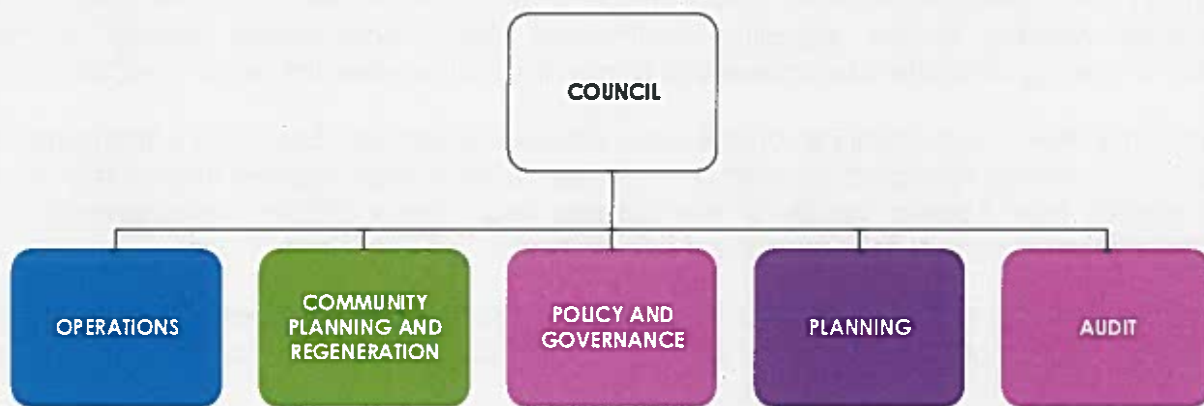 COUNCIL
OPERATIONS
COMMUNITY
PLANNING AND
REGENERATION
POLICY AND
GOVERNANCE
PLANNING
AUDIT